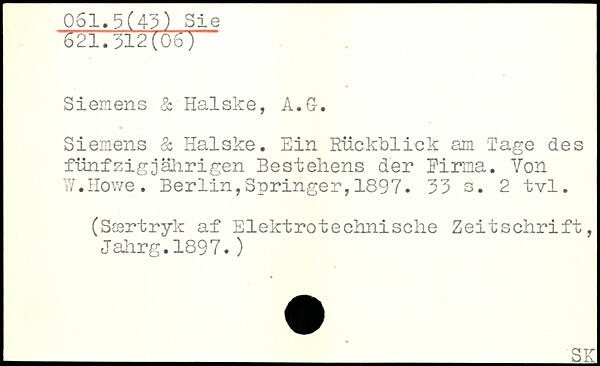 061.5(43) Sie
621.312(06)
Siemens & Halske, A.G.
Siemens & Halske. Ein Rückblick am Tage des
fünfzigjährigen Bestehens der Firma. Von
W.Howe. Berlin,Springer,1897. 33 s. 2 tvl.
(Særtryk af Elektrotechnische Zeitschrift,
Jahrg.1897.)
SK